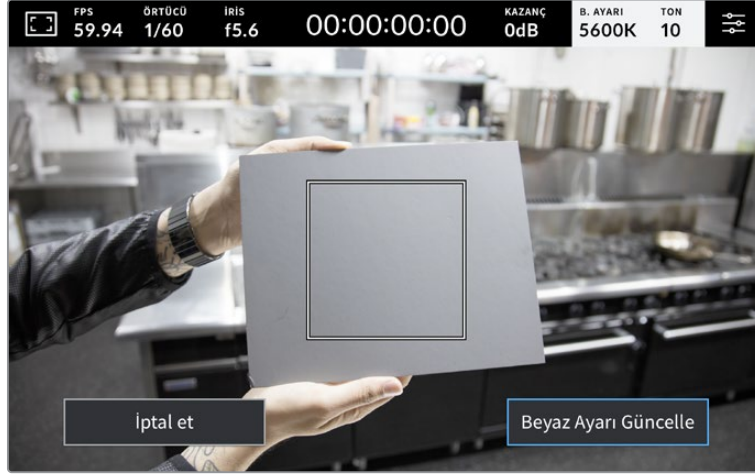 FPS ÖRTÜCÜ İRİS KAZANÇ B. AYARI TON
59.94 1/60 f5.6 00:00:00:00 0dB 5600K 10
İptal et Beyaz Ayarı Güncelle